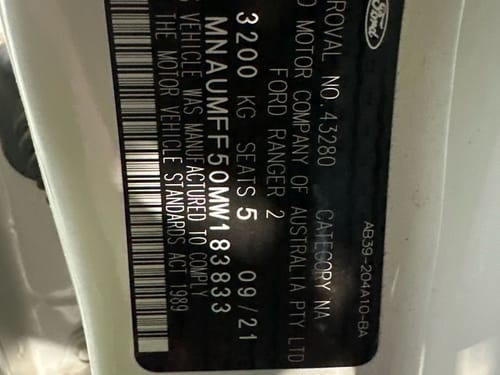 Ford
AB39-204A10-BA
ROVAL NO. 43280 CATEGORY NA
MOTOR COMPANY OF AUSTRALIA PTY LTD
FORD RANGER 2
3200 KG SEATS 5 09/21
MNAUMFF50MW183833
VEHICLE WAS MANUFACTURED TO COMPLY
THE MOTOR VEHICLE STANDARDS ACT 1989